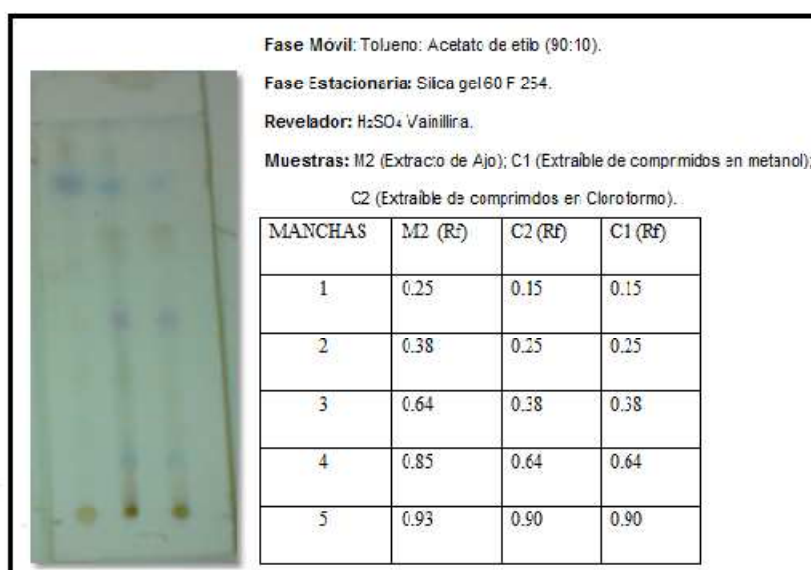 Fase Móvil: Tolueno: Acetato de etilo (90:10).
Fase Estacionaria: Silica gel 60 F 254.
Revelador: H₂SO₄ Vainillina.
Muestras: M2 (Extracto de Ajo); C1 (Extraíble de comprimidos en metanol);
C2 (Extraíble de comprimidos en Cloroformo).
MANCHAS M2 (Rf) C2 (Rf) C1 (Rf)
1 0.25 0.15 0.15
2 0.38 0.25 0.25
3 0.64 0.38 0.38
4 0.85 0.64 0.64
5 0.93 0.90 0.90